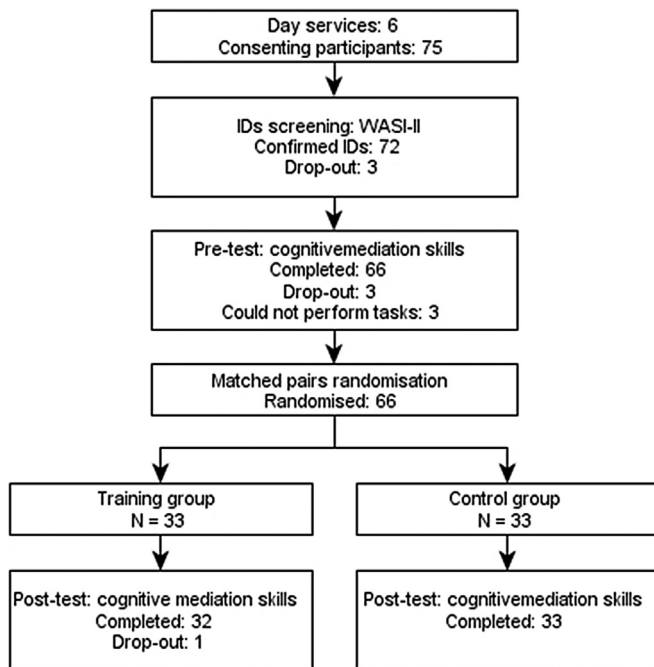 Day services: 6
Consenting participants: 75
IDs screening: WASI-II
Confirmed IDs: 72
Drop-out: 3
Pre-test: cognitivemediation skills
Completed: 66
Drop-out: 3
Could not perform tasks: 3
Matched pairs randomisation
Randomised: 66
Training group
N = 33
Control group
N = 33
Post-test: cognitive mediation skills
Completed: 32
Drop-out: 1
Post-test: cognitivemediation skills
Completed: 33